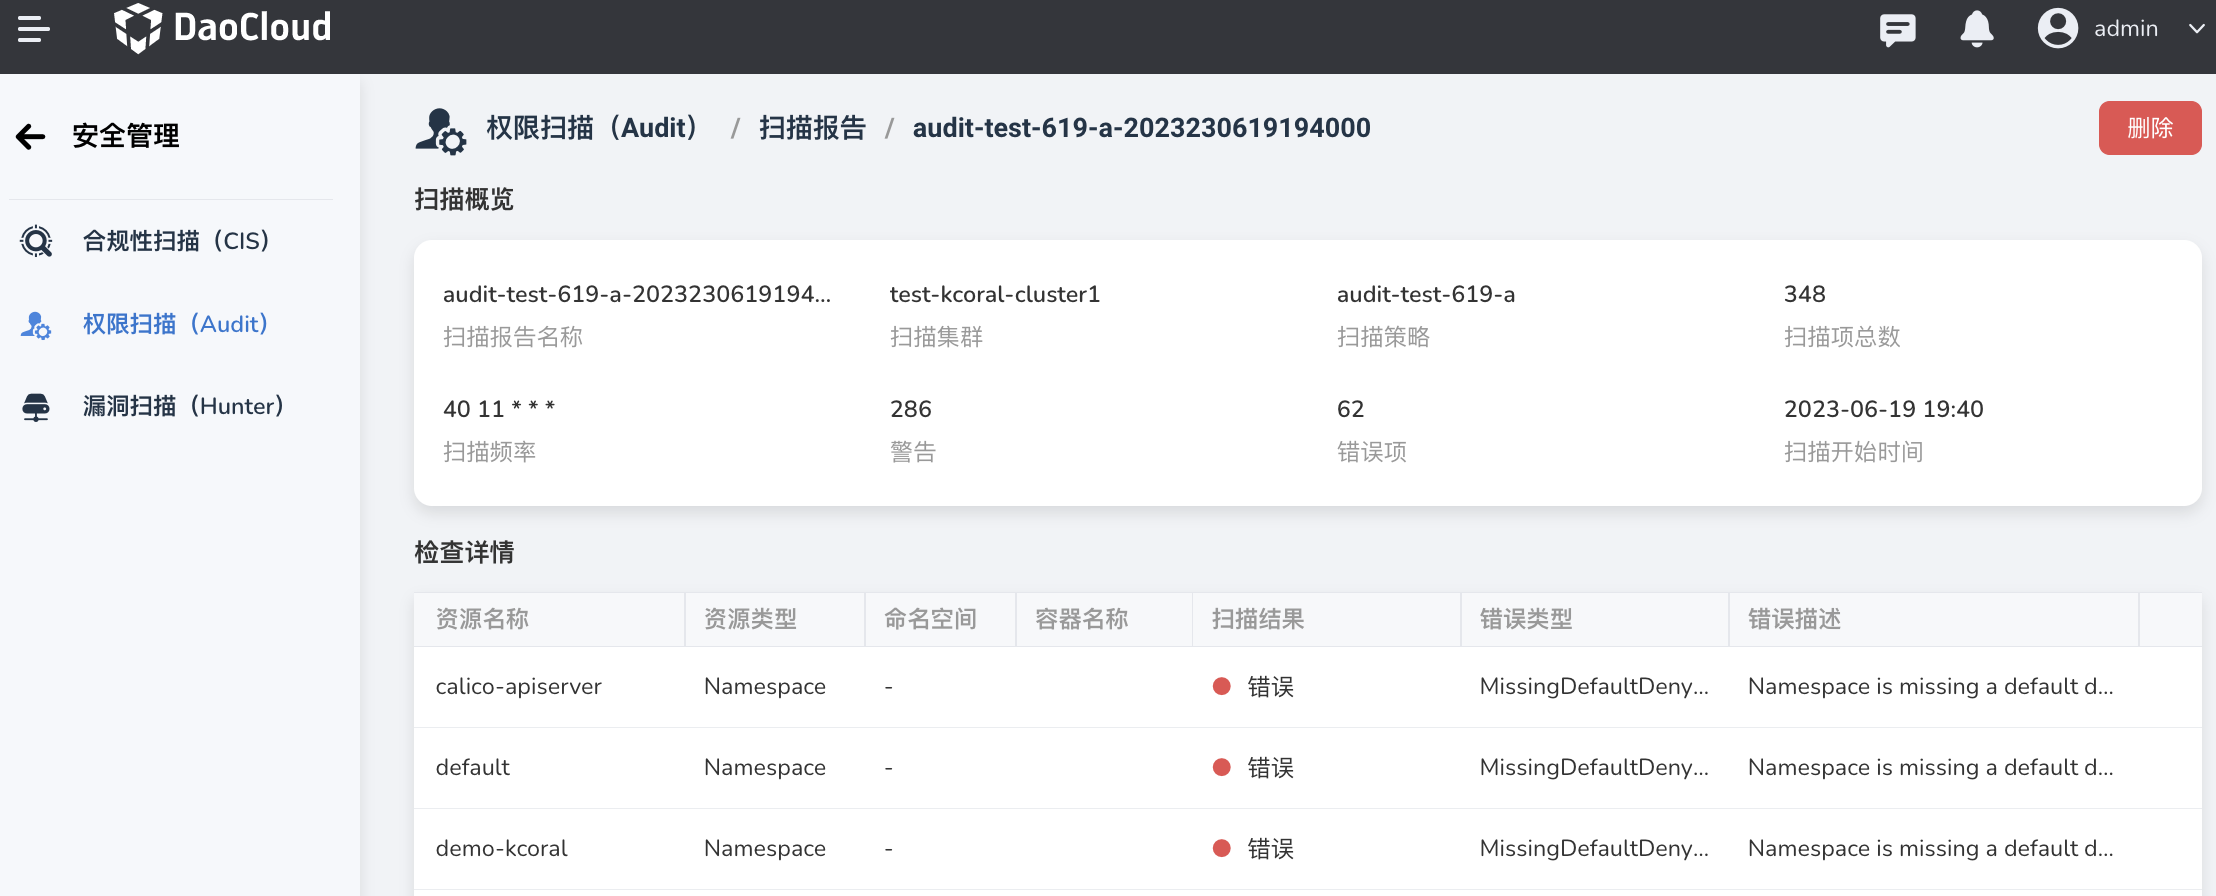 DaoCloud
admin
安全管理
合规性扫描（CIS）
权限扫描（Audit）
漏洞扫描（Hunter）
权限扫描（Audit） / 扫描报告 / audit-test-619-a-2023230619194000
删除
扫描概览
audit-test-619-a-2023230619194... test-kcoral-cluster1 audit-test-619-a 348
扫描报告名称 扫描集群 扫描策略 扫描项总数
40 11 * * * 286 62 2023-06-19 19:40
扫描频率 警告 错误项 扫描开始时间
检查详情
资源名称 资源类型 命名空间 容器名称 扫描结果 错误类型 错误描述
calico-apiserver Namespace - 错误 MissingDefaultDeny... Namespace is missing a default d...
default Namespace - 错误 MissingDefaultDeny... Namespace is missing a default d...
demo-kcoral Namespace - 错误 MissingDefaultDeny... Namespace is missing a default d...